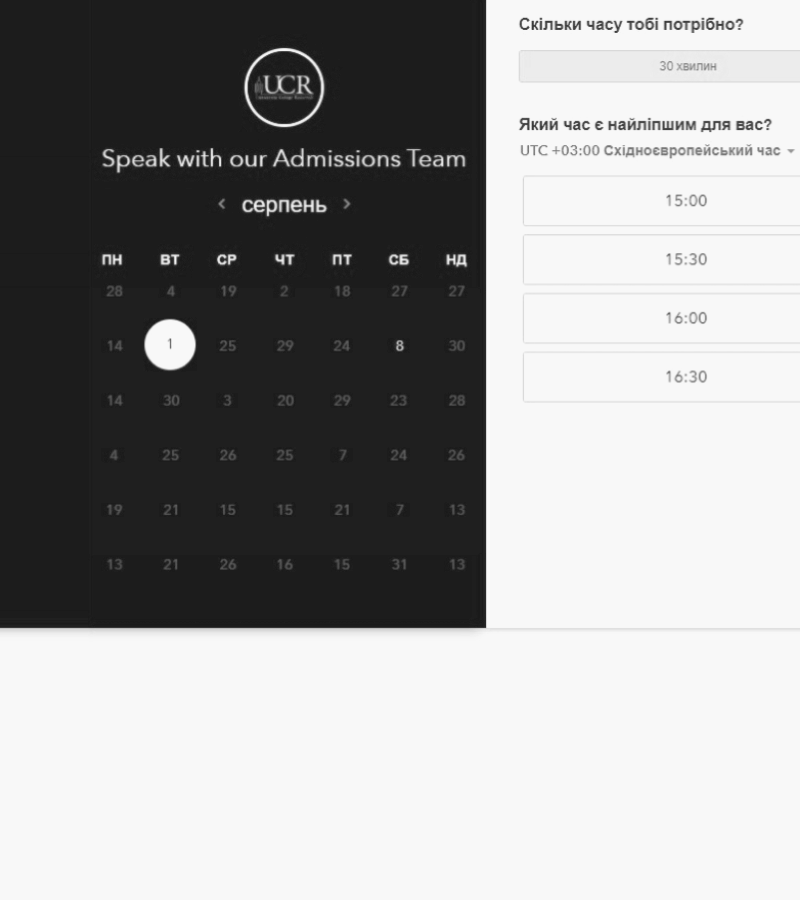 UCR
Speak with our Admissions Team
серпень
ПН ВТ СР ЧТ ПТ СБ НД
28 4 19 2 18 27 27
14 1 25 29 24 8 30
14 30 3 20 29 23 28
4 25 26 25 7 24 26
19 21 15 15 21 7 13
13 21 26 16 15 31 13
Скільки часу тобі потрібно?
30 хвилин
Який час є найліпшим для вас?
UTC +03:00 Східноєвропейський час
15:00
15:30
16:00
16:30